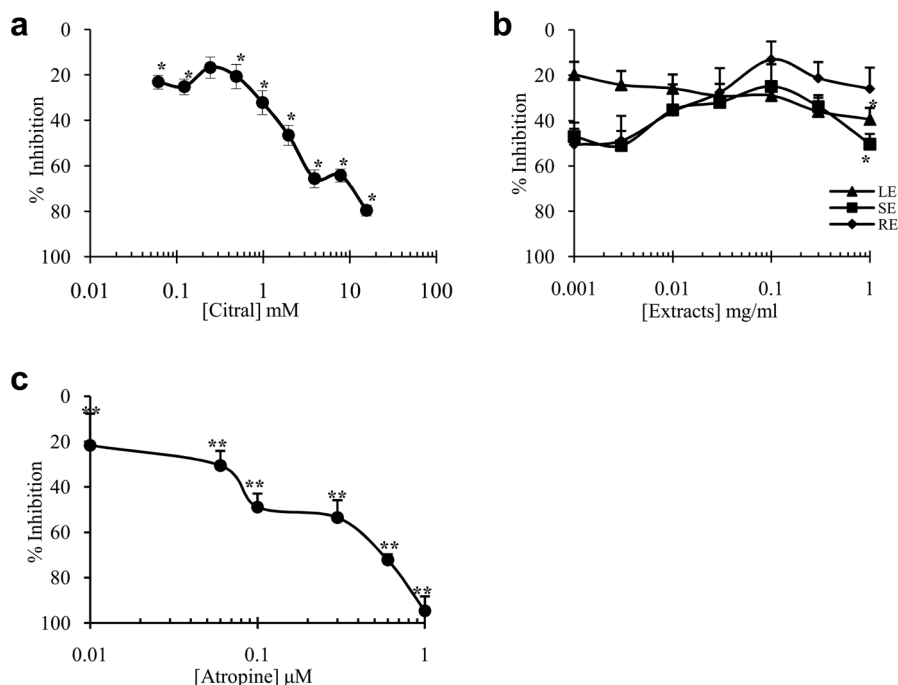 a
0
20
40
60
80
100
% Inhibition
* * * * * * * *
0.01 0.1 1 10 100
[Citral] mM
b
0
20
40
60
80
100
% Inhibition
*
*
LE
SE
RE
0.001 0.01 0.1 1
[Extracts] mg/ml
c
0
20
40
60
80
100
% Inhibition
** ** ** ** ** **
0.01 0.1 1
[Atropine] µM